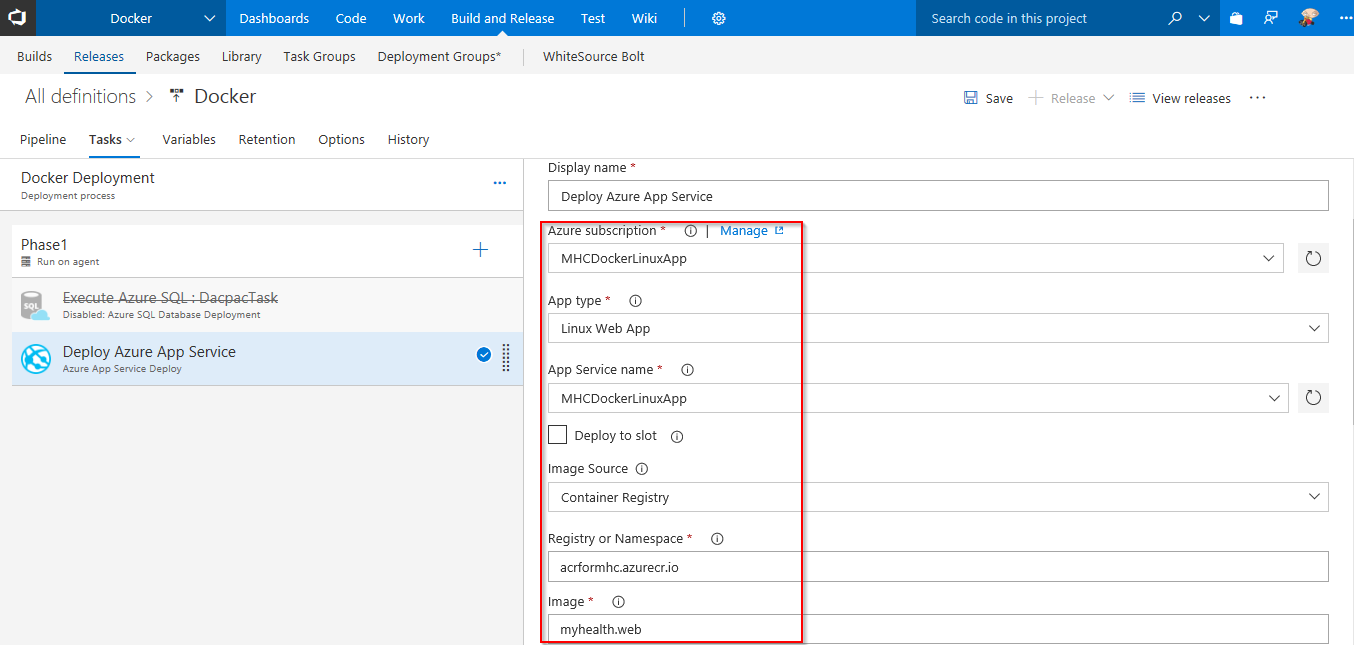 Docker Dashboards Code Work Build and Release Test Wiki Search code in this project
Builds Releases Packages Library Task Groups Deployment Groups* WhiteSource Bolt
All definitions > Docker Save Release View releases ...
Pipeline Tasks Variables Retention Options History
Docker Deployment
Deployment process
Phase1
Run on agent
SQL
Execute Azure SQL : DacpacTask
Disabled: Azure SQL Database Deployment
Deploy Azure App Service
Azure App Service Deploy
Display name *
Deploy Azure App Service
Azure subscription * | Manage
MHCDockerLinuxApp
App type *
Linux Web App
App Service name *
MHCDockerLinuxApp
Deploy to slot
Image Source
Container Registry
Registry or Namespace *
acrformhc.azurecr.io
Image *
myhealth.web